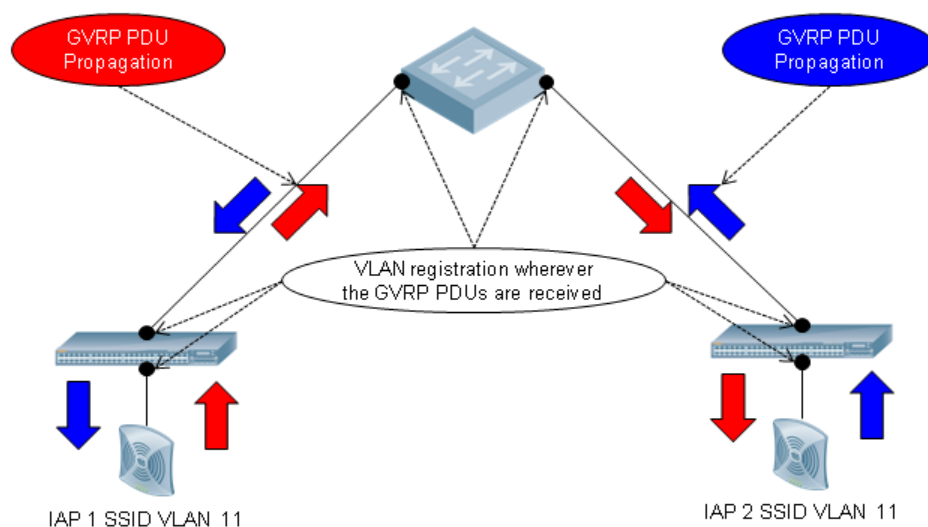 GVRP PDU
Propagation
GVRP PDU
Propagation
VLAN registration wherever
the GVRP PDUs are received
IAP 1 SSID VLAN 11
IAP 2 SSID VLAN 11